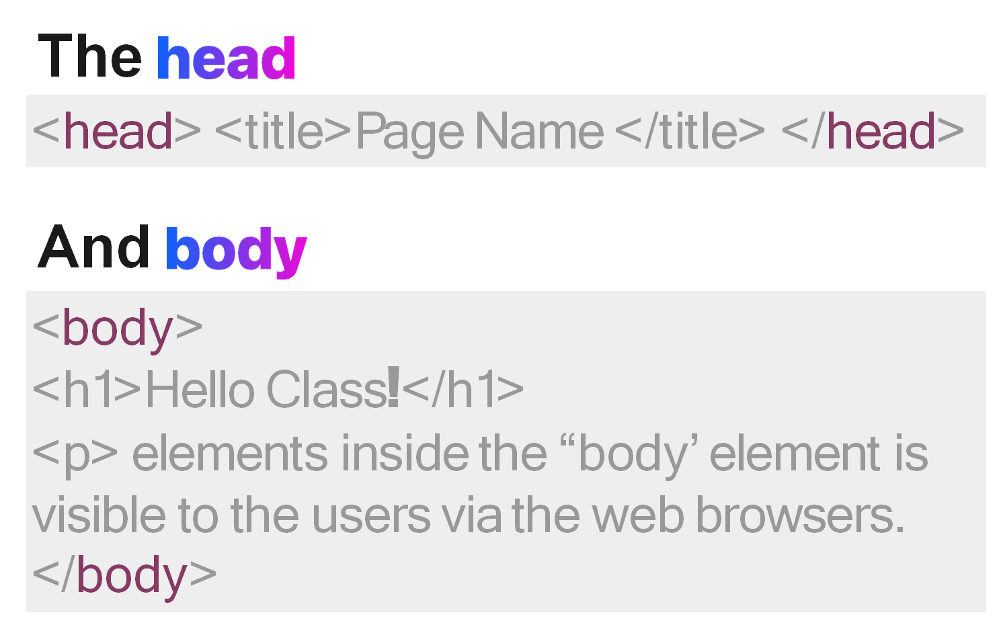 The head
<head> <title>Page Name </title> </head>
And body
<body>
<h1>Hello Class!</h1>
<p> elements inside the “body’ element is
visible to the users via the web browsers.
</body>